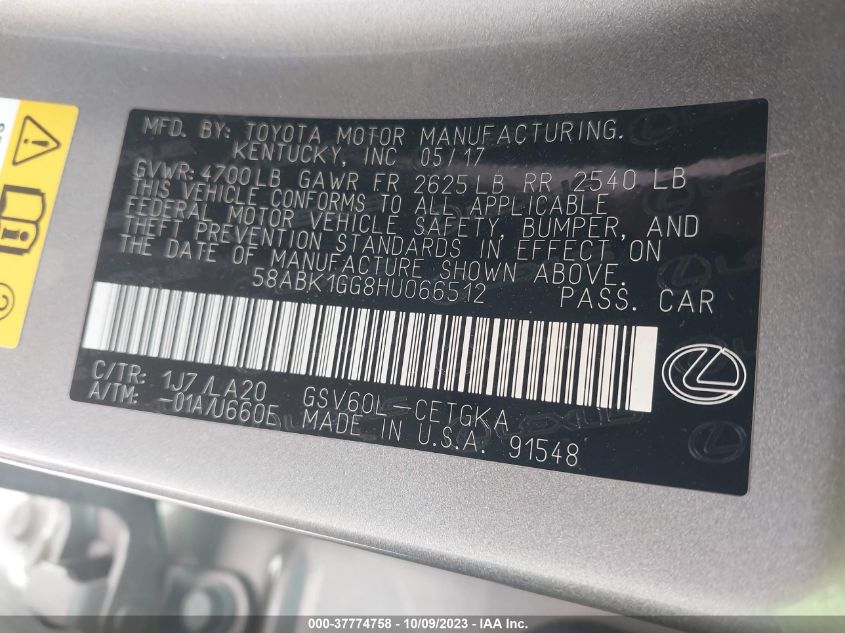 MFD. BY: TOYOTA MOTOR MANUFACTURING.
KENTUCKY, INC 05/17
GVWR: 4700LB GAWR FR 2625LB RR 2540 LB
THIS VEHICLE CONFORMS TO ALL APPLICABLE
FEDERAL MOTOR VEHICLE SAFETY, BUMPER, AND
THEFT PREVENTION STANDARDS IN EFFECT ON
THE DATE OF MANUFACTURE SHOWN ABOVE.
58ABK1GG8HU066512 PASS. CAR
C/TR: 1J7/LA20 GSV60L-CETGKA
A/TM: -01A/U660E MADE IN U.S.A. 91548
000-37774758 - 10/09/2023 - IAA Inc.